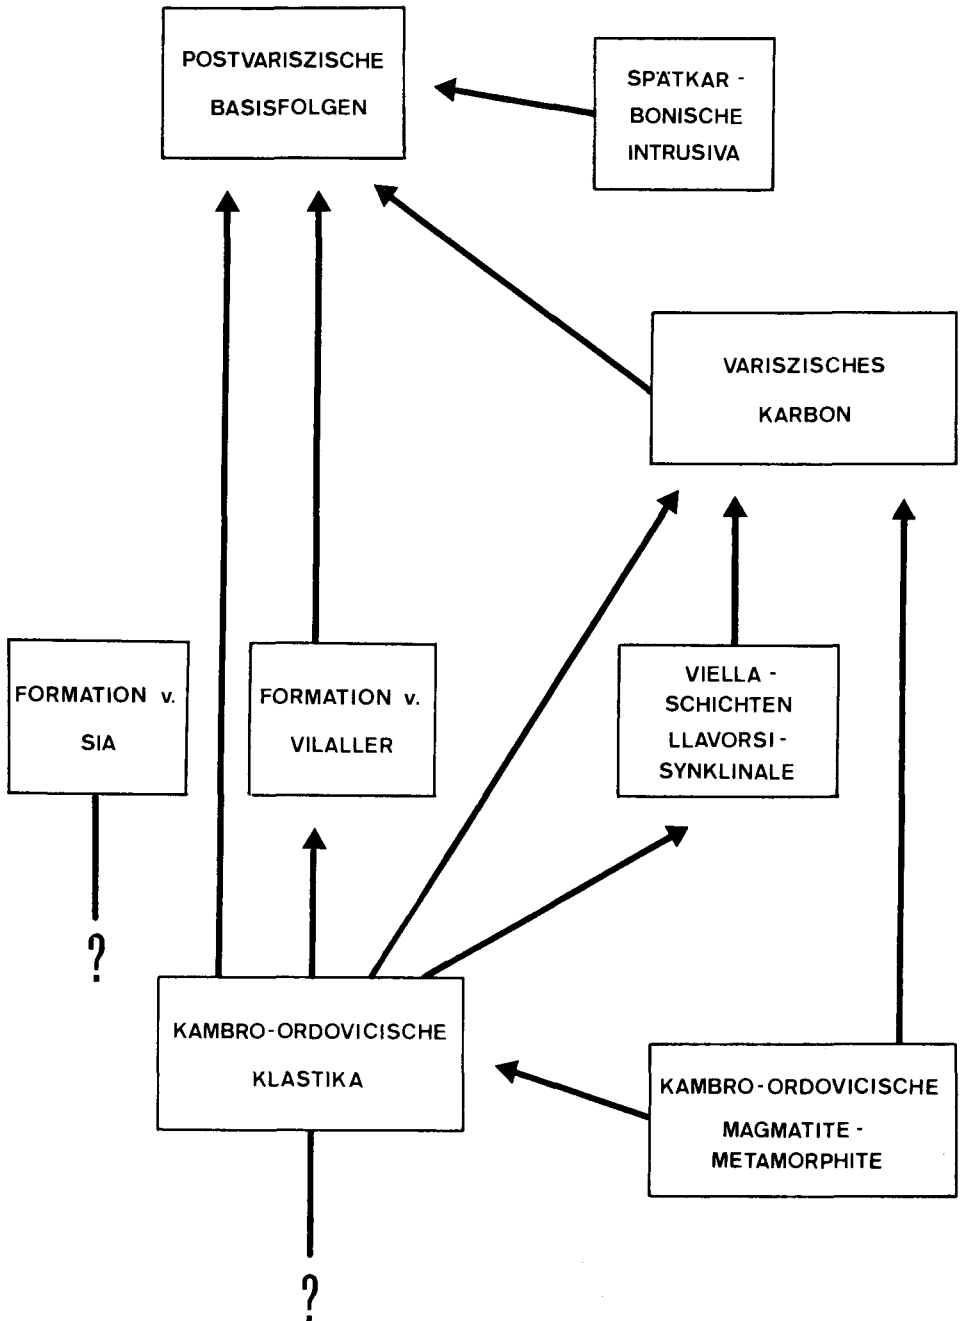 POSTVARISZISCHE
BASISFOLGEN
SPÄTKAR -
BONISCHE
INTRUSIVA
VARISZISCHES
KARBON
FORMATION v.
SIA
FORMATION v.
VILALLER
VIELLA -
SCHICHTEN
LLAVORSI -
SYNKLINALE
?
KAMBRO-ORDOVICISCHE
KLASTIKA
KAMBRO-ORDOVICISCHE
MAGMATITE -
METAMORPHITE
?